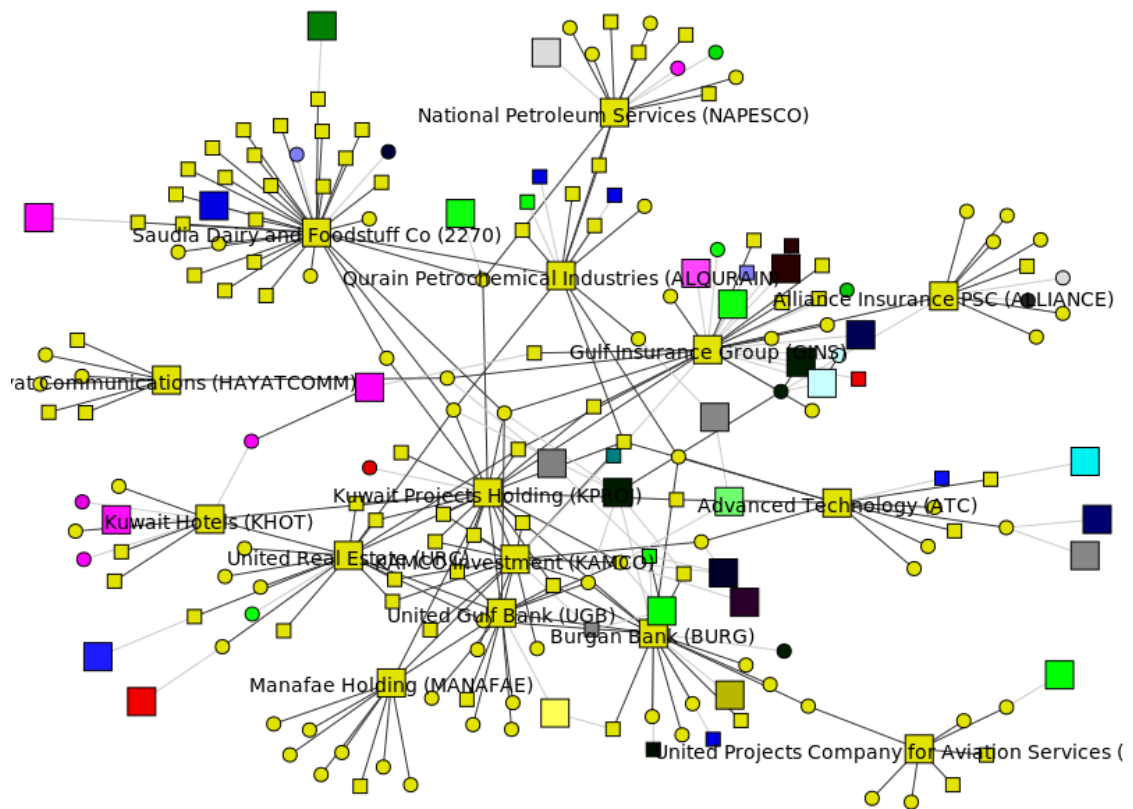 National Petroleum Services (NAPESCO)
Saudia Dairy and Foodstuff Co (2270)
Qurain Petrochemical Industries (ALQURAIN)
Alliance Insurance PSC (ALLIANCE)
Gulf Insurance Group (GINS)
at Communications (HAYATCOMM)
Kuwait Projects Holding (KPROJ)
Advanced Technology (ATC)
Kuwait Hotels (KHOT)
United Real Estate (URC)
KAMCO Investment (KAMCO)
United Gulf Bank (UGB)
Burgan Bank (BURG)
Manafae Holding (MANAFAE)
United Projects Company for Aviation Services (